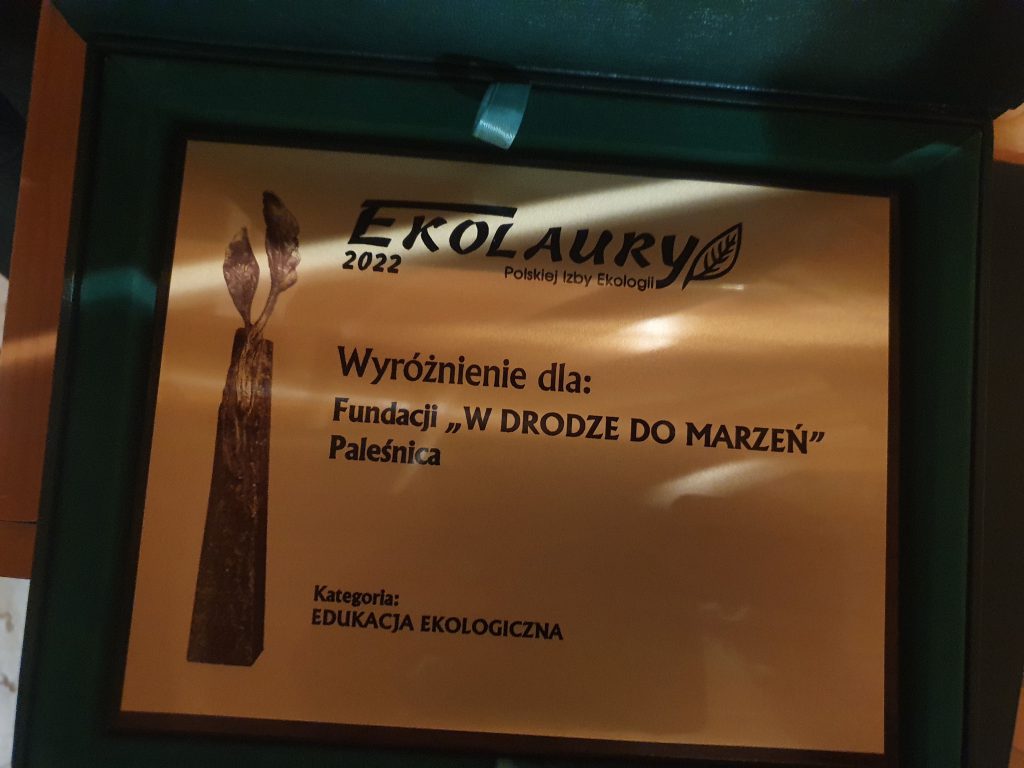 EKOLAURY
2022
Polskiej Izby Ekologii
Wyróżnienie dla:
Fundacji „W DRODZE DO MARZEŃ”
Paleśnica
Kategoria:
EDUKACJA EKOLOGICZNA